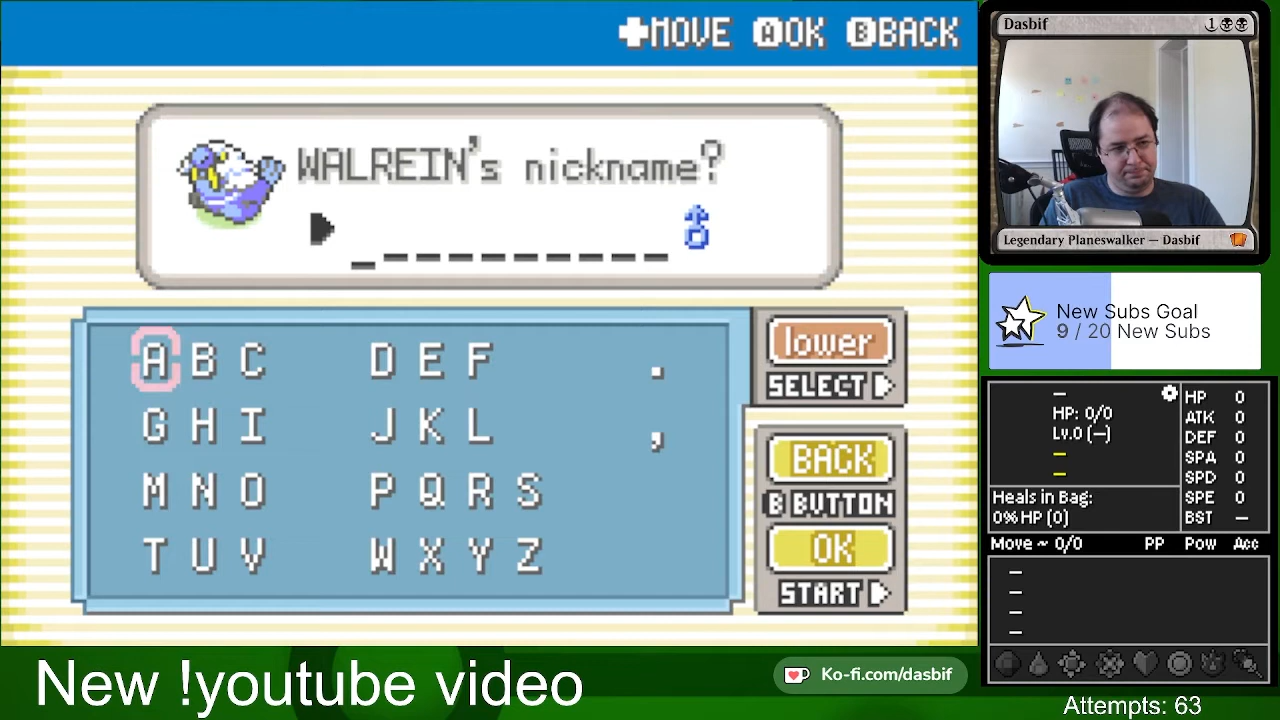 MOVE AOK BBACK
WALREIN's nickname?
A B C D E F .
G H I J K L ,
M N O P Q R S
T U V W X Y Z
lower
SELECT
BACK
B BUTTON
OK
START
New !youtube video
Ko-fi.com/dasbif
Dasbif 1
Legendary Planeswalker — Dasbif
New Subs Goal
9 / 20 New Subs
—
HP: 0/0
Lv.0 (—)
—
—
Heals in Bag:
0% HP (0)
HP 0
ATK 0
DEF 0
SPA 0
SPD 0
SPE 0
BST —
Move ~ 0/0 PP Pow Acc
—
—
—
—
Attempts: 63